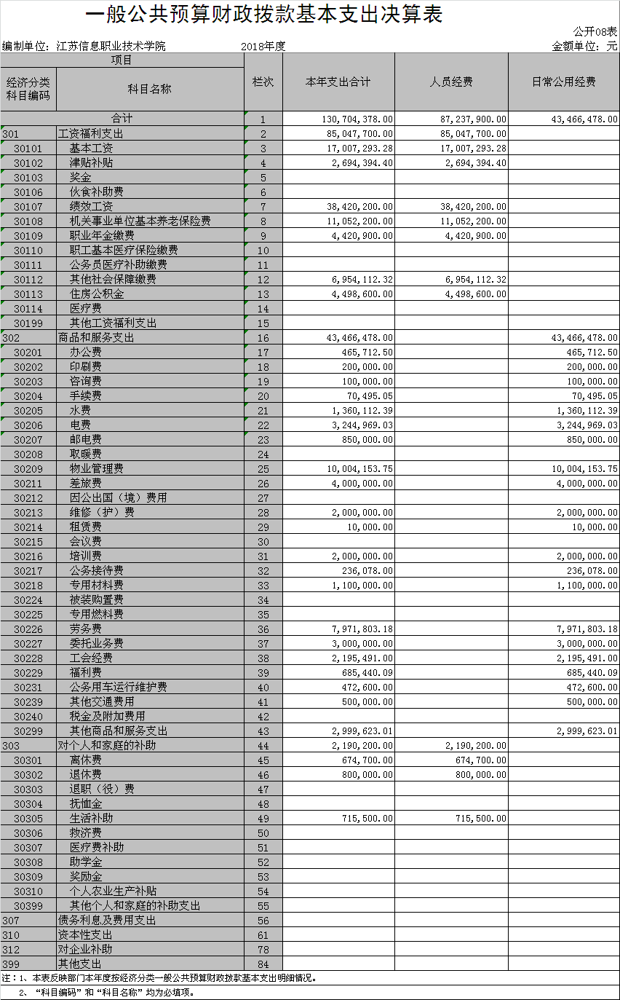 一般公共预算财政拨款基本支出决算表
公开08表
编制单位：江苏信息职业技术学院 2018年度 金额单位：元
项目
经济分类科目编码 科目名称 栏次 本年支出合计 人员经费 日常公用经费
合计 1 130,704,378.00 87,237,900.00 43,466,478.00
301 工资福利支出 2 85,047,700.00 85,047,700.00
30101 基本工资 3 17,007,293.28 17,007,293.28
30102 津贴补贴 4 2,694,394.40 2,694,394.40
30103 奖金 5
30106 伙食补助费 6
30107 绩效工资 7 38,420,200.00 38,420,200.00
30108 机关事业单位基本养老保险费 8 11,052,200.00 11,052,200.00
30109 职业年金缴费 9 4,420,900.00 4,420,900.00
30110 职工基本医疗保险缴费 10
30111 公务员医疗补助缴费 11
30112 其他社会保障缴费 12 6,954,112.32 6,954,112.32
30113 住房公积金 13 4,498,600.00 4,498,600.00
30114 医疗费 14
30199 其他工资福利支出 15
302 商品和服务支出 16 43,466,478.00 43,466,478.00
30201 办公费 17 465,712.50 465,712.50
30202 印刷费 18 200,000.00 200,000.00
30203 咨询费 19 100,000.00 100,000.00
30204 手续费 20 70,495.05 70,495.05
30205 水费 21 1,360,112.39 1,360,112.39
30206 电费 22 3,244,969.03 3,244,969.03
30207 邮电费 23 850,000.00 850,000.00
30208 取暖费 24
30209 物业管理费 25 10,004,153.75 10,004,153.75
30211 差旅费 26 4,000,000.00 4,000,000.00
30212 因公出国（境）费用 27
30213 维修（护）费 28 2,000,000.00 2,000,000.00
30214 租赁费 29 10,000.00 10,000.00
30215 会议费 30
30216 培训费 31 2,000,000.00 2,000,000.00
30217 公务接待费 32 236,078.00 236,078.00
30218 专用材料费 33 1,100,000.00 1,100,000.00
30224 被装购置费 34
30225 专用燃料费 35
30226 劳务费 36 7,971,803.18 7,971,803.18
30227 委托业务费 37 3,000,000.00 3,000,000.00
30228 工会经费 38 2,195,491.00 2,195,491.00
30229 福利费 39 685,440.09 685,440.09
30231 公务用车运行维护费 40 472,600.00 472,600.00
30239 其他交通费用 41 500,000.00 500,000.00
30240 税金及附加费用 42
30299 其他商品和服务支出 43 2,999,623.01 2,999,623.01
303 对个人和家庭的补助 44 2,190,200.00 2,190,200.00
30301 离休费 45 674,700.00 674,700.00
30302 退休费 46 800,000.00 800,000.00
30303 退职（役）费 47
30304 抚恤金 48
30305 生活补助 49 715,500.00 715,500.00
30306 救济费 50
30307 医疗费补助 51
30308 助学金 52
30309 奖励金 53
30310 个人农业生产补贴 54
30399 其他个人和家庭的补助支出 55
307 债务利息及费用支出 56
310 资本性支出 61
312 对企业补助 78
399 其他支出 84
注：1、本表反映部门本年度按经济分类一般公共预算财政拨款基本支出明细情况。
2、“科目编码”和“科目名称”均为必填项。